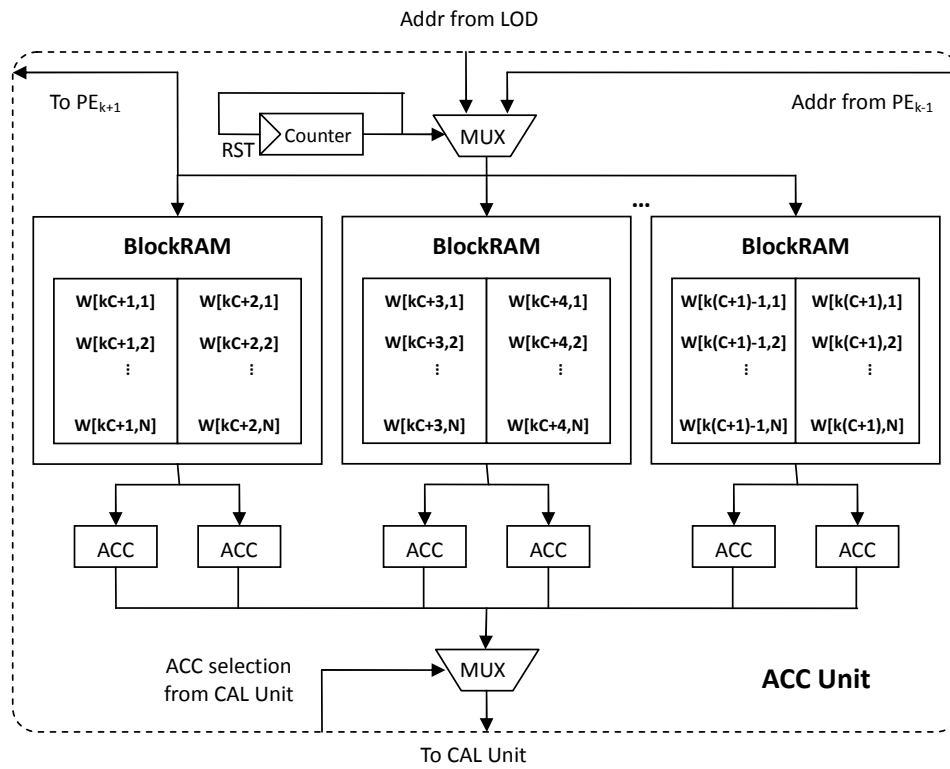 Addr from LOD
To PEk+1
Addr from PEk-1
Counter
MUX
RST
...
BlockRAM
BlockRAM
BlockRAM
W[kC+1,1] W[kC+2,1]
W[kC+3,1] W[kC+4,1]
W[k(C+1)-1,1] W[k(C+1),1]
W[kC+1,2] W[kC+2,2]
W[kC+3,2] W[kC+4,2]
W[k(C+1)-1,2] W[k(C+1),2]
⋮ ⋮
⋮ ⋮
⋮ ⋮
W[kC+1,N] W[kC+2,N]
W[kC+3,N] W[kC+4,N]
W[k(C+1)-1,N] W[k(C+1),N]
ACC
ACC
ACC
ACC
ACC
ACC
ACC selection
from CAL Unit
MUX
ACC Unit
To CAL Unit